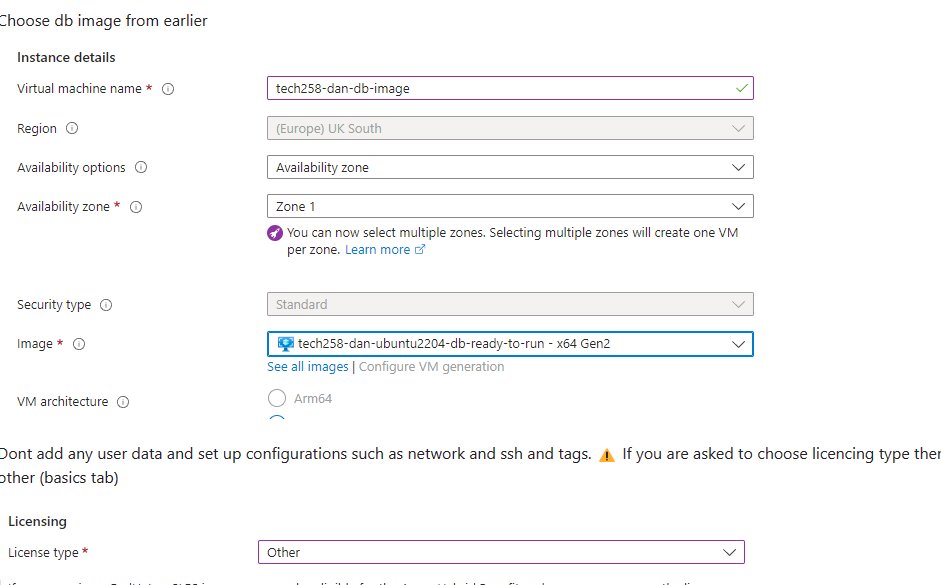 Choose db image from earlier
Instance details
Virtual machine name *
tech258-dan-db-image
Region
(Europe) UK South
Availability options
Availability zone
Availability zone *
Zone 1
You can now select multiple zones. Selecting multiple zones will create one VM
per zone. Learn more
Security type
Standard
Image *
tech258-dan-ubuntu2204-db-ready-to-run - x64 Gen2
See all images | Configure VM generation
VM architecture
Arm64
Dont add any user data and set up configurations such as network and ssh and tags. ⚠ If you are asked to choose licencing type
other (basics tab)
Licensing
License type *
Other